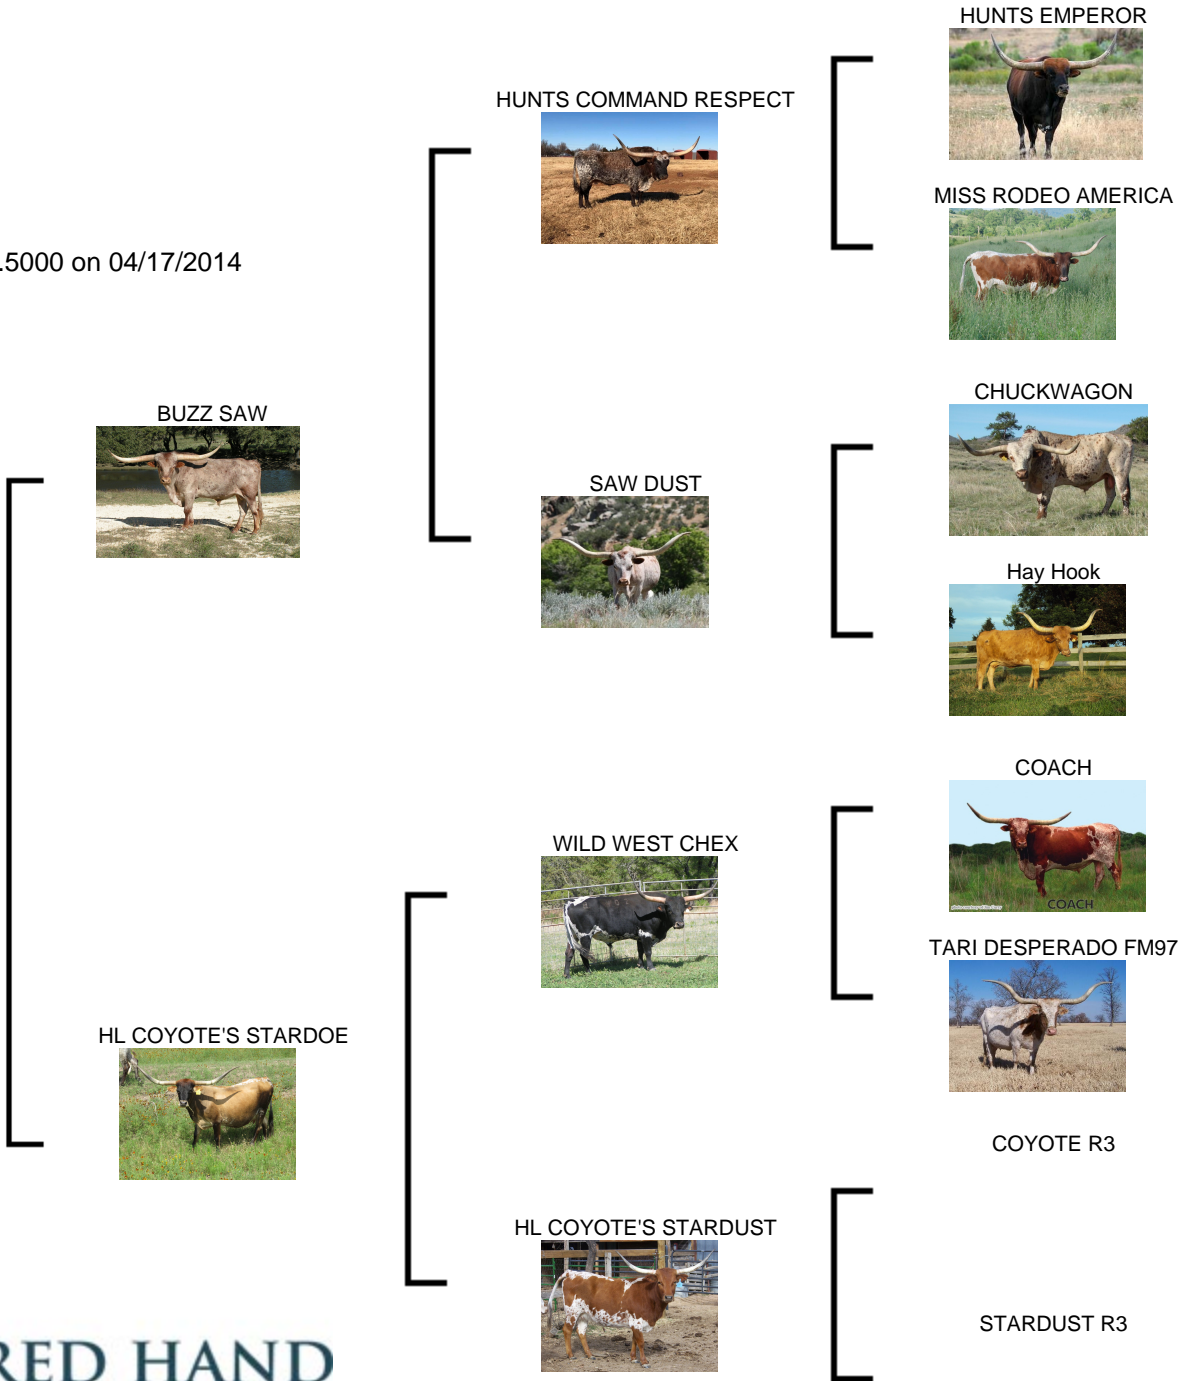 HUNTS EMPEROR
HUNTS COMMAND RESPECT
MISS RODEO AMERICA
.5000 on 04/17/2014
CHUCKWAGON
BUZZ SAW
SAW DUST
Hay Hook
COACH
COACH
WILD WEST CHEX
TARI DESPERADO FM97
HL COYOTE'S STARDOE
COYOTE R3
HL COYOTE'S STARDUST
STARDUST R3
RED HAND